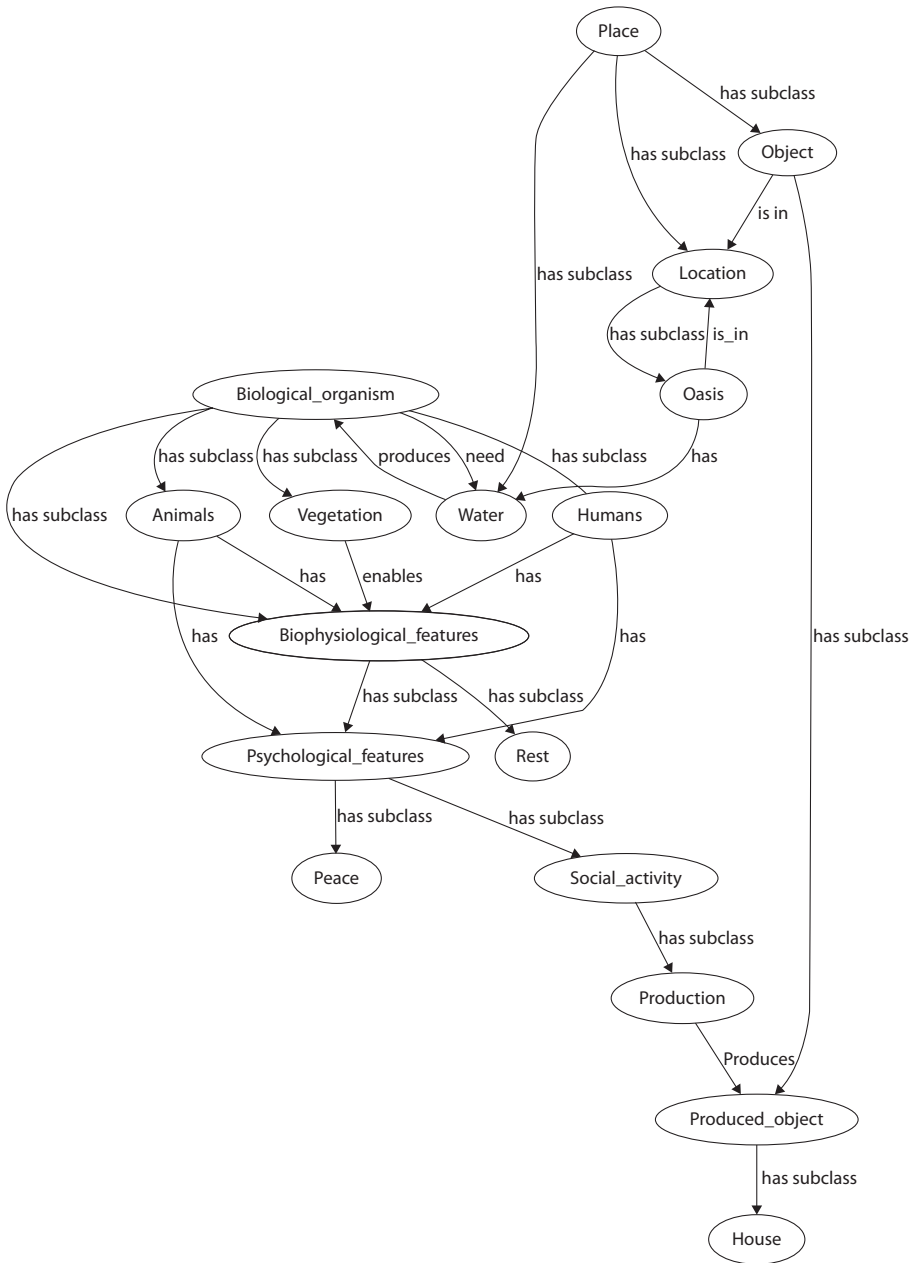 Place
has subclass
Object
has subclass
is in
Location
has subclass
has subclass is_in
Oasis
Biological_organism
has subclass has subclass produces need has subclass has
has subclass Animals Vegetation Water Humans
has enables has
Biophysiological_features
has has has subclass
has subclass has subclass
Psychological_features Rest
has subclass has subclass
Peace Social_activity
has subclass
Production
Produces
Produced_object
has subclass
House